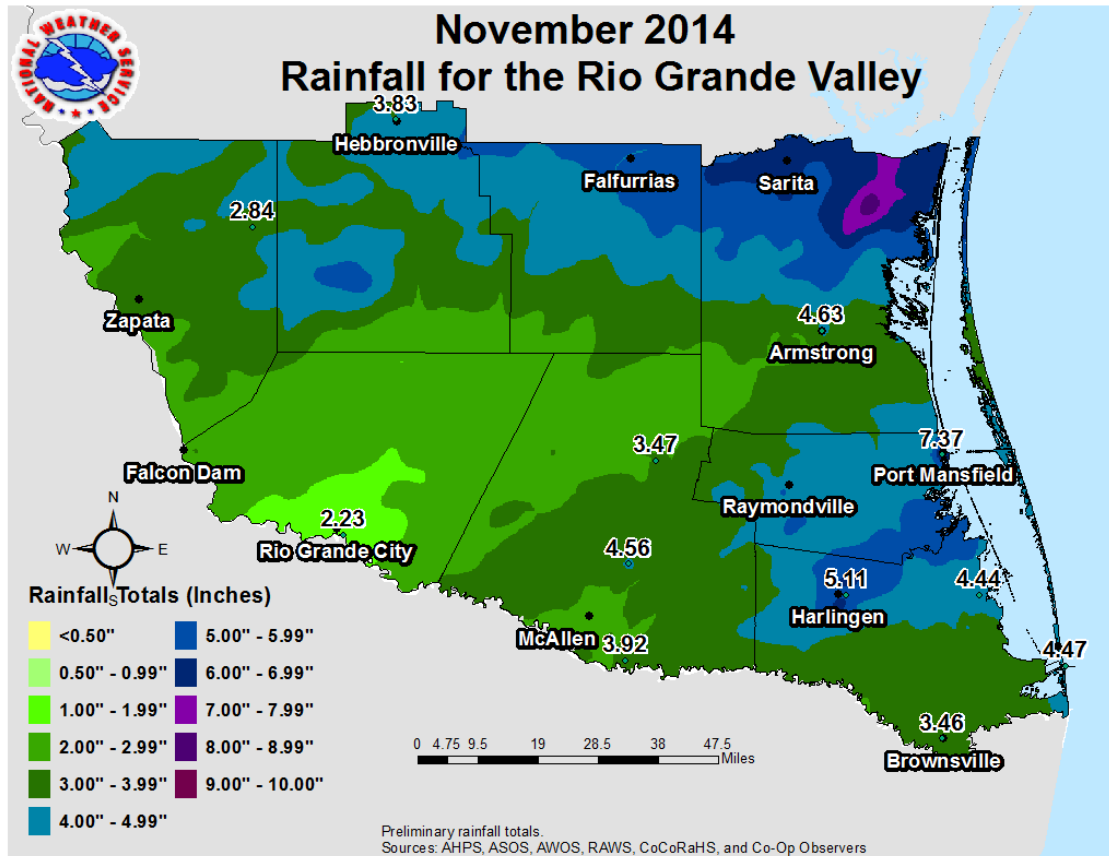 November 2014
Rainfall for the Rio Grande Valley
NATIONAL WEATHER SERVICE
3.83
Hebbronville
Falfurrias
Sarita
2.84
Zapata
4.63
Armstrong
Falcon Dam
3.47
7.37
Port Mansfield
Raymondville
2.23
Rio Grande City
4.56
5.11
Harlingen
4.44
McAllen
3.92
4.47
3.46
Brownsville
N
W
E
S
Rainfall Totals (Inches)
<0.50"
0.50" - 0.99"
1.00" - 1.99"
2.00" - 2.99"
3.00" - 3.99"
4.00" - 4.99"
5.00" - 5.99"
6.00" - 6.99"
7.00" - 7.99"
8.00" - 8.99"
9.00" - 10.00"
0 4.75 9.5 19 28.5 38 47.5
Miles
Preliminary rainfall totals.
Sources: AHPS, ASOS, AWOS, RAWS, CoCoRaHS, and Co-Op Observers